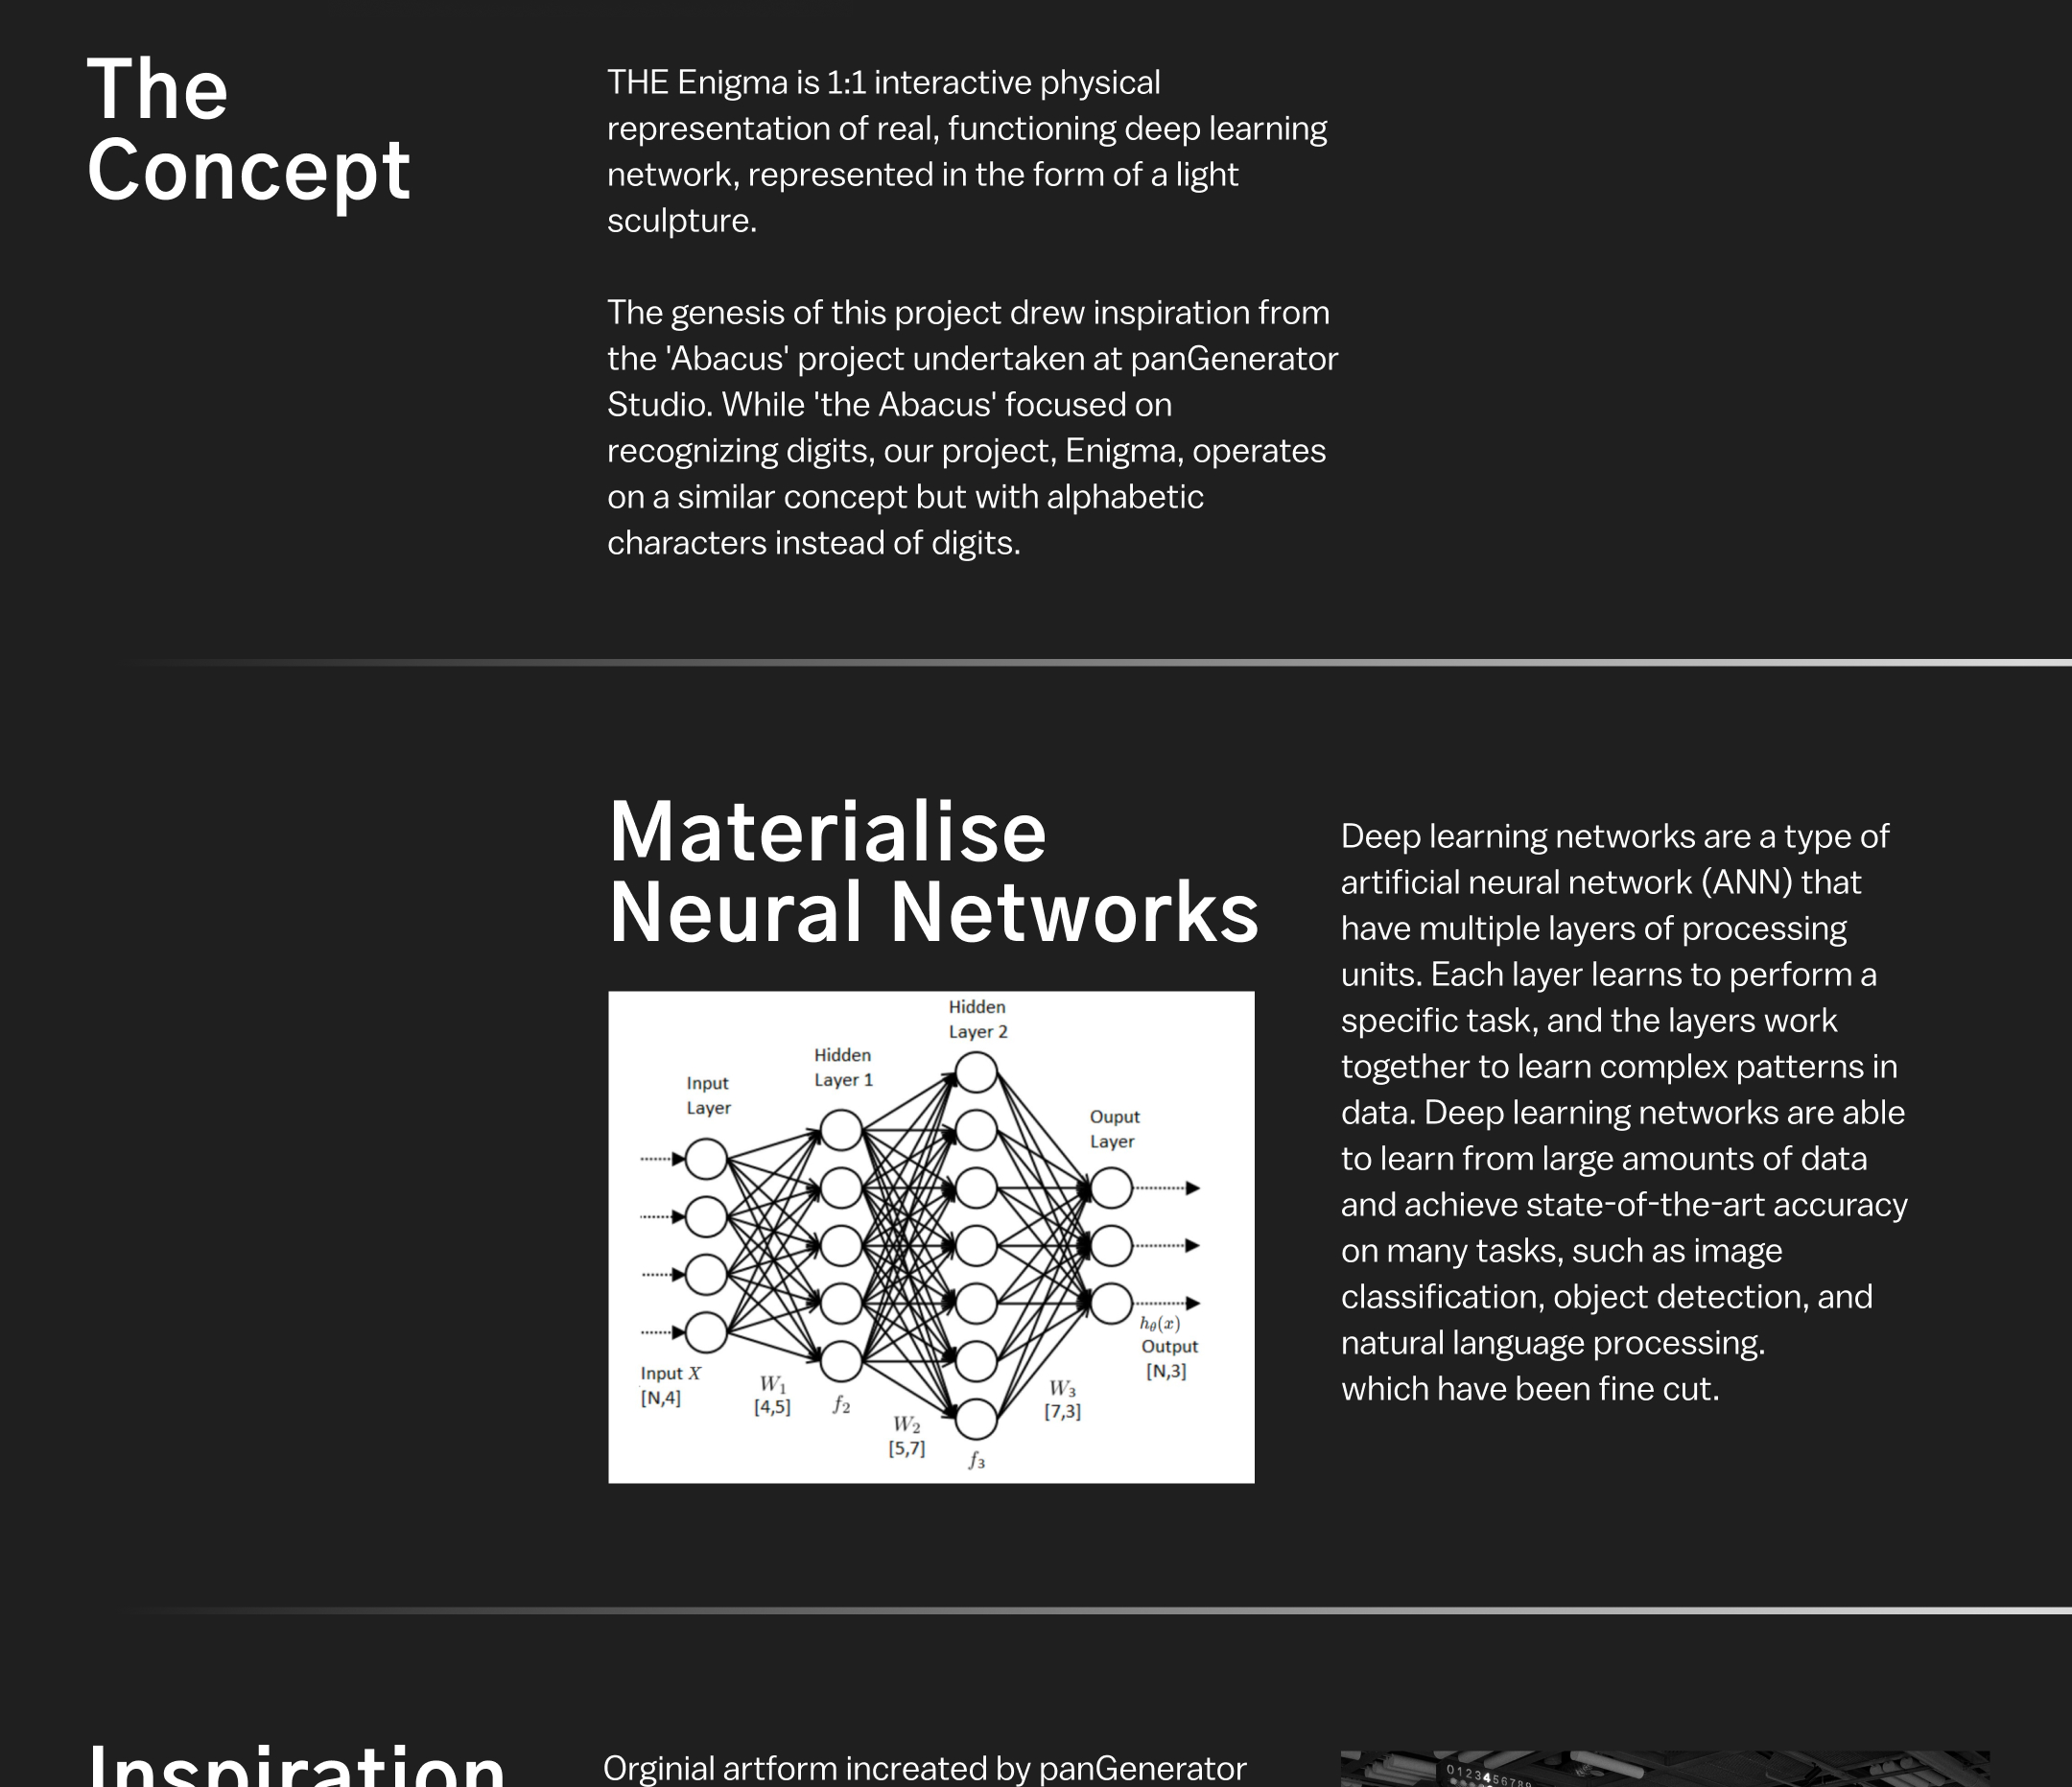 The
Concept
THE Enigma is 1:1 interactive physical
representation of real, functioning deep learning
network, represented in the form of a light
sculpture.
The genesis of this project drew inspiration from
the 'Abacus' project undertaken at panGenerator
Studio. While 'the Abacus' focused on
recognizing digits, our project, Enigma, operates
on a similar concept but with alphabetic
characters instead of digits.
Materialise
Neural Networks
Hidden
Layer 2
Hidden
Layer 1
Input
Layer
Ouput
Layer
hθ(x)
Output
[N,3]
Input X
[N,4]
W1
[4,5]
f2
W2
[5,7]
f3
W3
[7,3]
Deep learning networks are a type of
artificial neural network (ANN) that
have multiple layers of processing
units. Each layer learns to perform a
specific task, and the layers work
together to learn complex patterns in
data. Deep learning networks are able
to learn from large amounts of data
and achieve state-of-the-art accuracy
on many tasks, such as image
classification, object detection, and
natural language processing.
which have been fine cut.
Inspiration
Orginial artform increated by panGenerator
0123456789